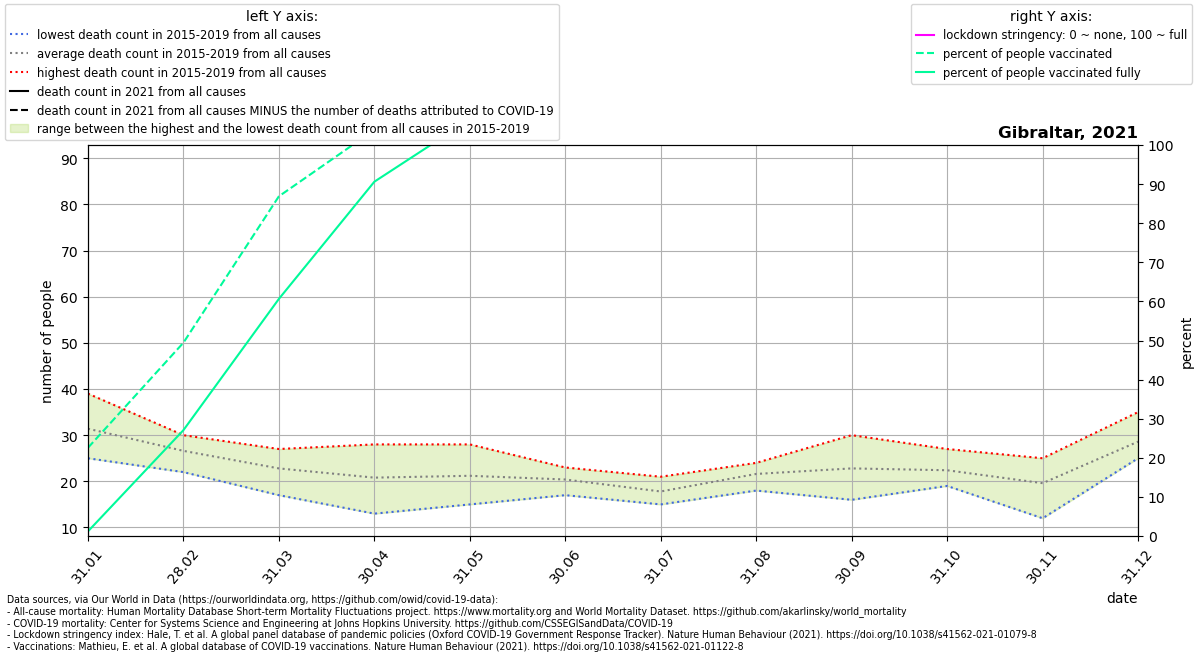 left Y axis:
lowest death count in 2015-2019 from all causes
average death count in 2015-2019 from all causes
highest death count in 2015-2019 from all causes
death count in 2021 from all causes
death count in 2021 from all causes MINUS the number of deaths attributed to COVID-19
range between the highest and the lowest death count from all causes in 2015-2019
right Y axis:
lockdown stringency: 0 ~ none, 100 ~ full
percent of people vaccinated
percent of people vaccinated fully
Gibraltar, 2021
number of people
90
80
70
60
50
40
30
20
10
100
90
80
70
60
50
40
30
20
10
0
percent
31.01
28.02
31.03
30.04
31.05
30.06
31.07
31.08
30.09
31.10
30.11
31.12
date
Data sources, via Our World in Data (https://ourworldindata.org, https://github.com/owid/covid-19-data):
- All-cause mortality: Human Mortality Database Short-term Mortality Fluctuations project. https://www.mortality.org and World Mortality Dataset. https://github.com/akarlinsky/world_mortality
- COVID-19 mortality: Center for Systems Science and Engineering at Johns Hopkins University. https://github.com/CSSEGISandData/COVID-19
- Lockdown stringency index: Hale, T. et al. A global panel database of pandemic policies (Oxford COVID-19 Government Response Tracker). Nature Human Behaviour (2021). https://doi.org/10.1038/s41562-021-01079-8
- Vaccinations: Mathieu, E. et al. A global database of COVID-19 vaccinations. Nature Human Behaviour (2021). https://doi.org/10.1038/s41562-021-01122-8